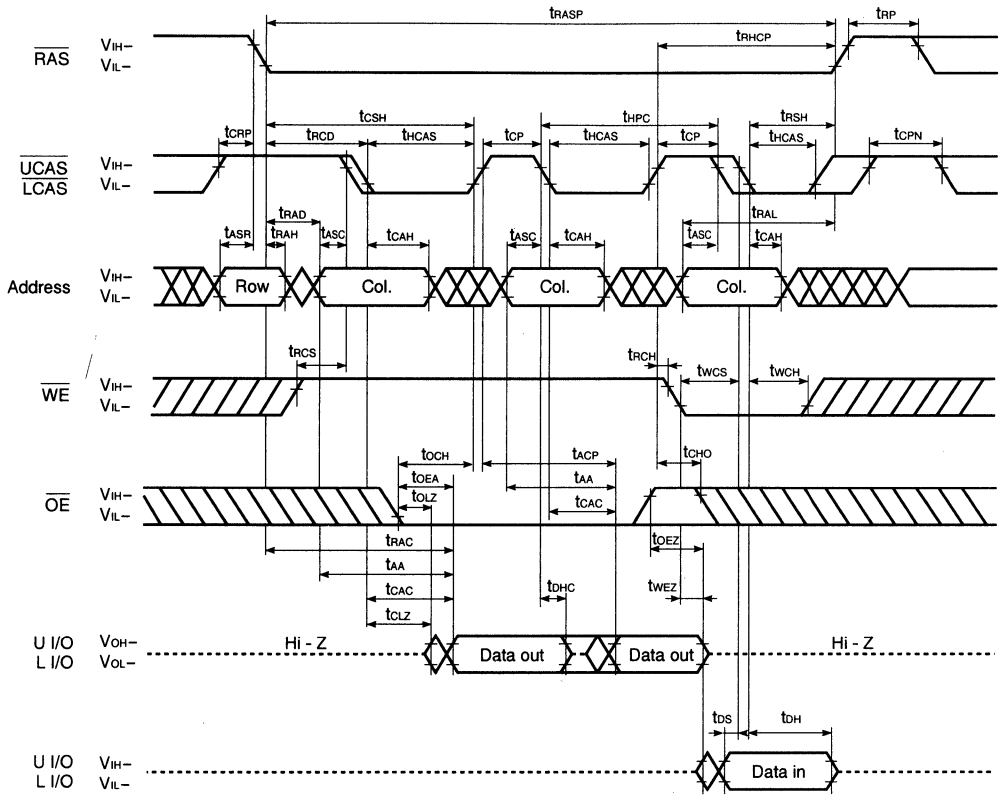 tRASP
tRP
tRHCP
RAS
VIH–
VIL–
tCSH
tHPC
tRSH
tCRP
tRCD
tHCAS
tCP
tHCAS
tCP
tHCAS
tCPN
UCAS
LCAS
VIH–
VIL–
tRAD
tRAL
tASR
tRAH
tASC
tCAH
tASC
tCAH
tASC
tCAH
Address
VIH–
VIL–
Row
Col.
Col.
Col.
tRCS
tRCH
tWCS
tWCH
WE
VIH–
VIL–
tOCH
tACP
tCHO
tOEA
tAA
tOLZ
tCAC
OE
VIH–
VIL–
tRAC
tOEZ
tAA
tCAC
tDHC
tWEZ
tCLZ
U I/O
L I/O
VOH–
VOL–
Hi - Z
Data out
Data out
Hi - Z
tDS
tDH
U I/O
L I/O
VIH–
VIL–
Data in